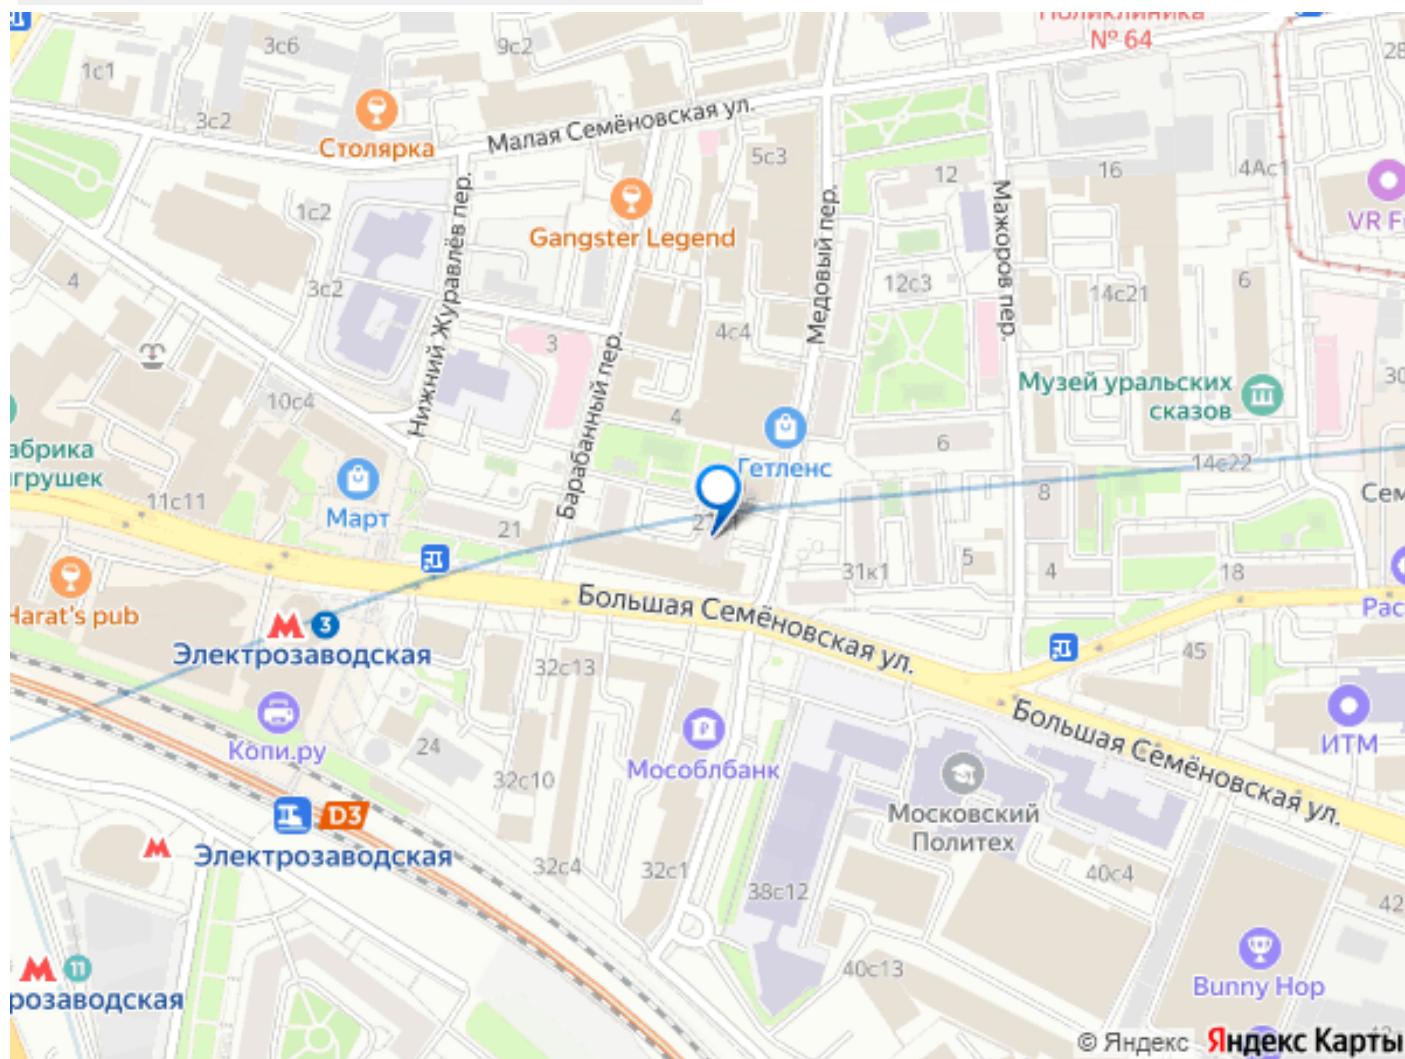 Поликлиника
№ 64
3с6
9с2
1с1
28
3с2
Столярка
Малая Семёновская ул.
5с3
12
16
4Ас1
1с2
Gangster Legend
VR F
Нижний Журавлёв пер.
Медовый пер.
Мажоров пер.
4
3с2
12с3
14с21
6
3
4с4
Барабанный пер.
Музей уральских
сказов
30
10с4
4
абрика
грушек
6
Гетленс
14с22
11с11
Март
21
8
Сем
5
31к1
4
18
Harat's pub
Большая Семёновская ул.
Рас
3
Электрозаводская
32с13
45
24
Копи.ру
Мособлбанк
Большая Семёновская ул.
ИТМ
32с10
Московский
Политех
D3
Электрозаводская
32с4
32с1
38с12
40с4
42
11
розаводская
40с13
Bunny Hop
© Яндекс Яндекс Карты